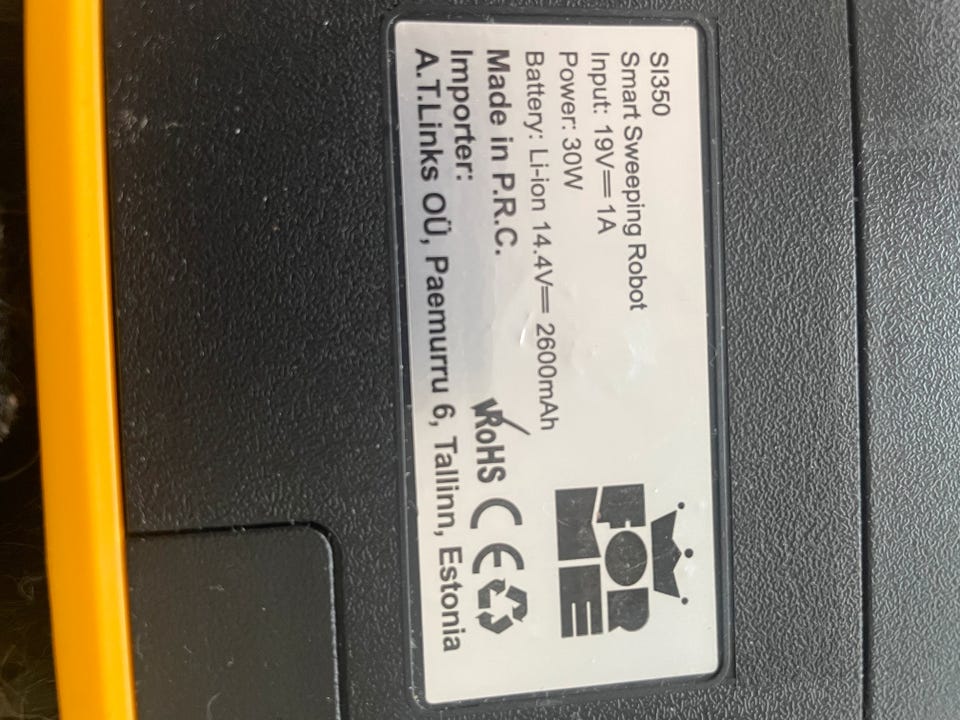 SI350
Smart Sweeping Robot
Input: 19V⎓ 1A
Power: 30W
Battery: Li-ion 14.4V⎓ 2600mAh
Made in P.R.C.
Importer:
A.T.Links OÜ, Paemurru 6, Tallinn, Estonia
FOR
ME
RoHS CE